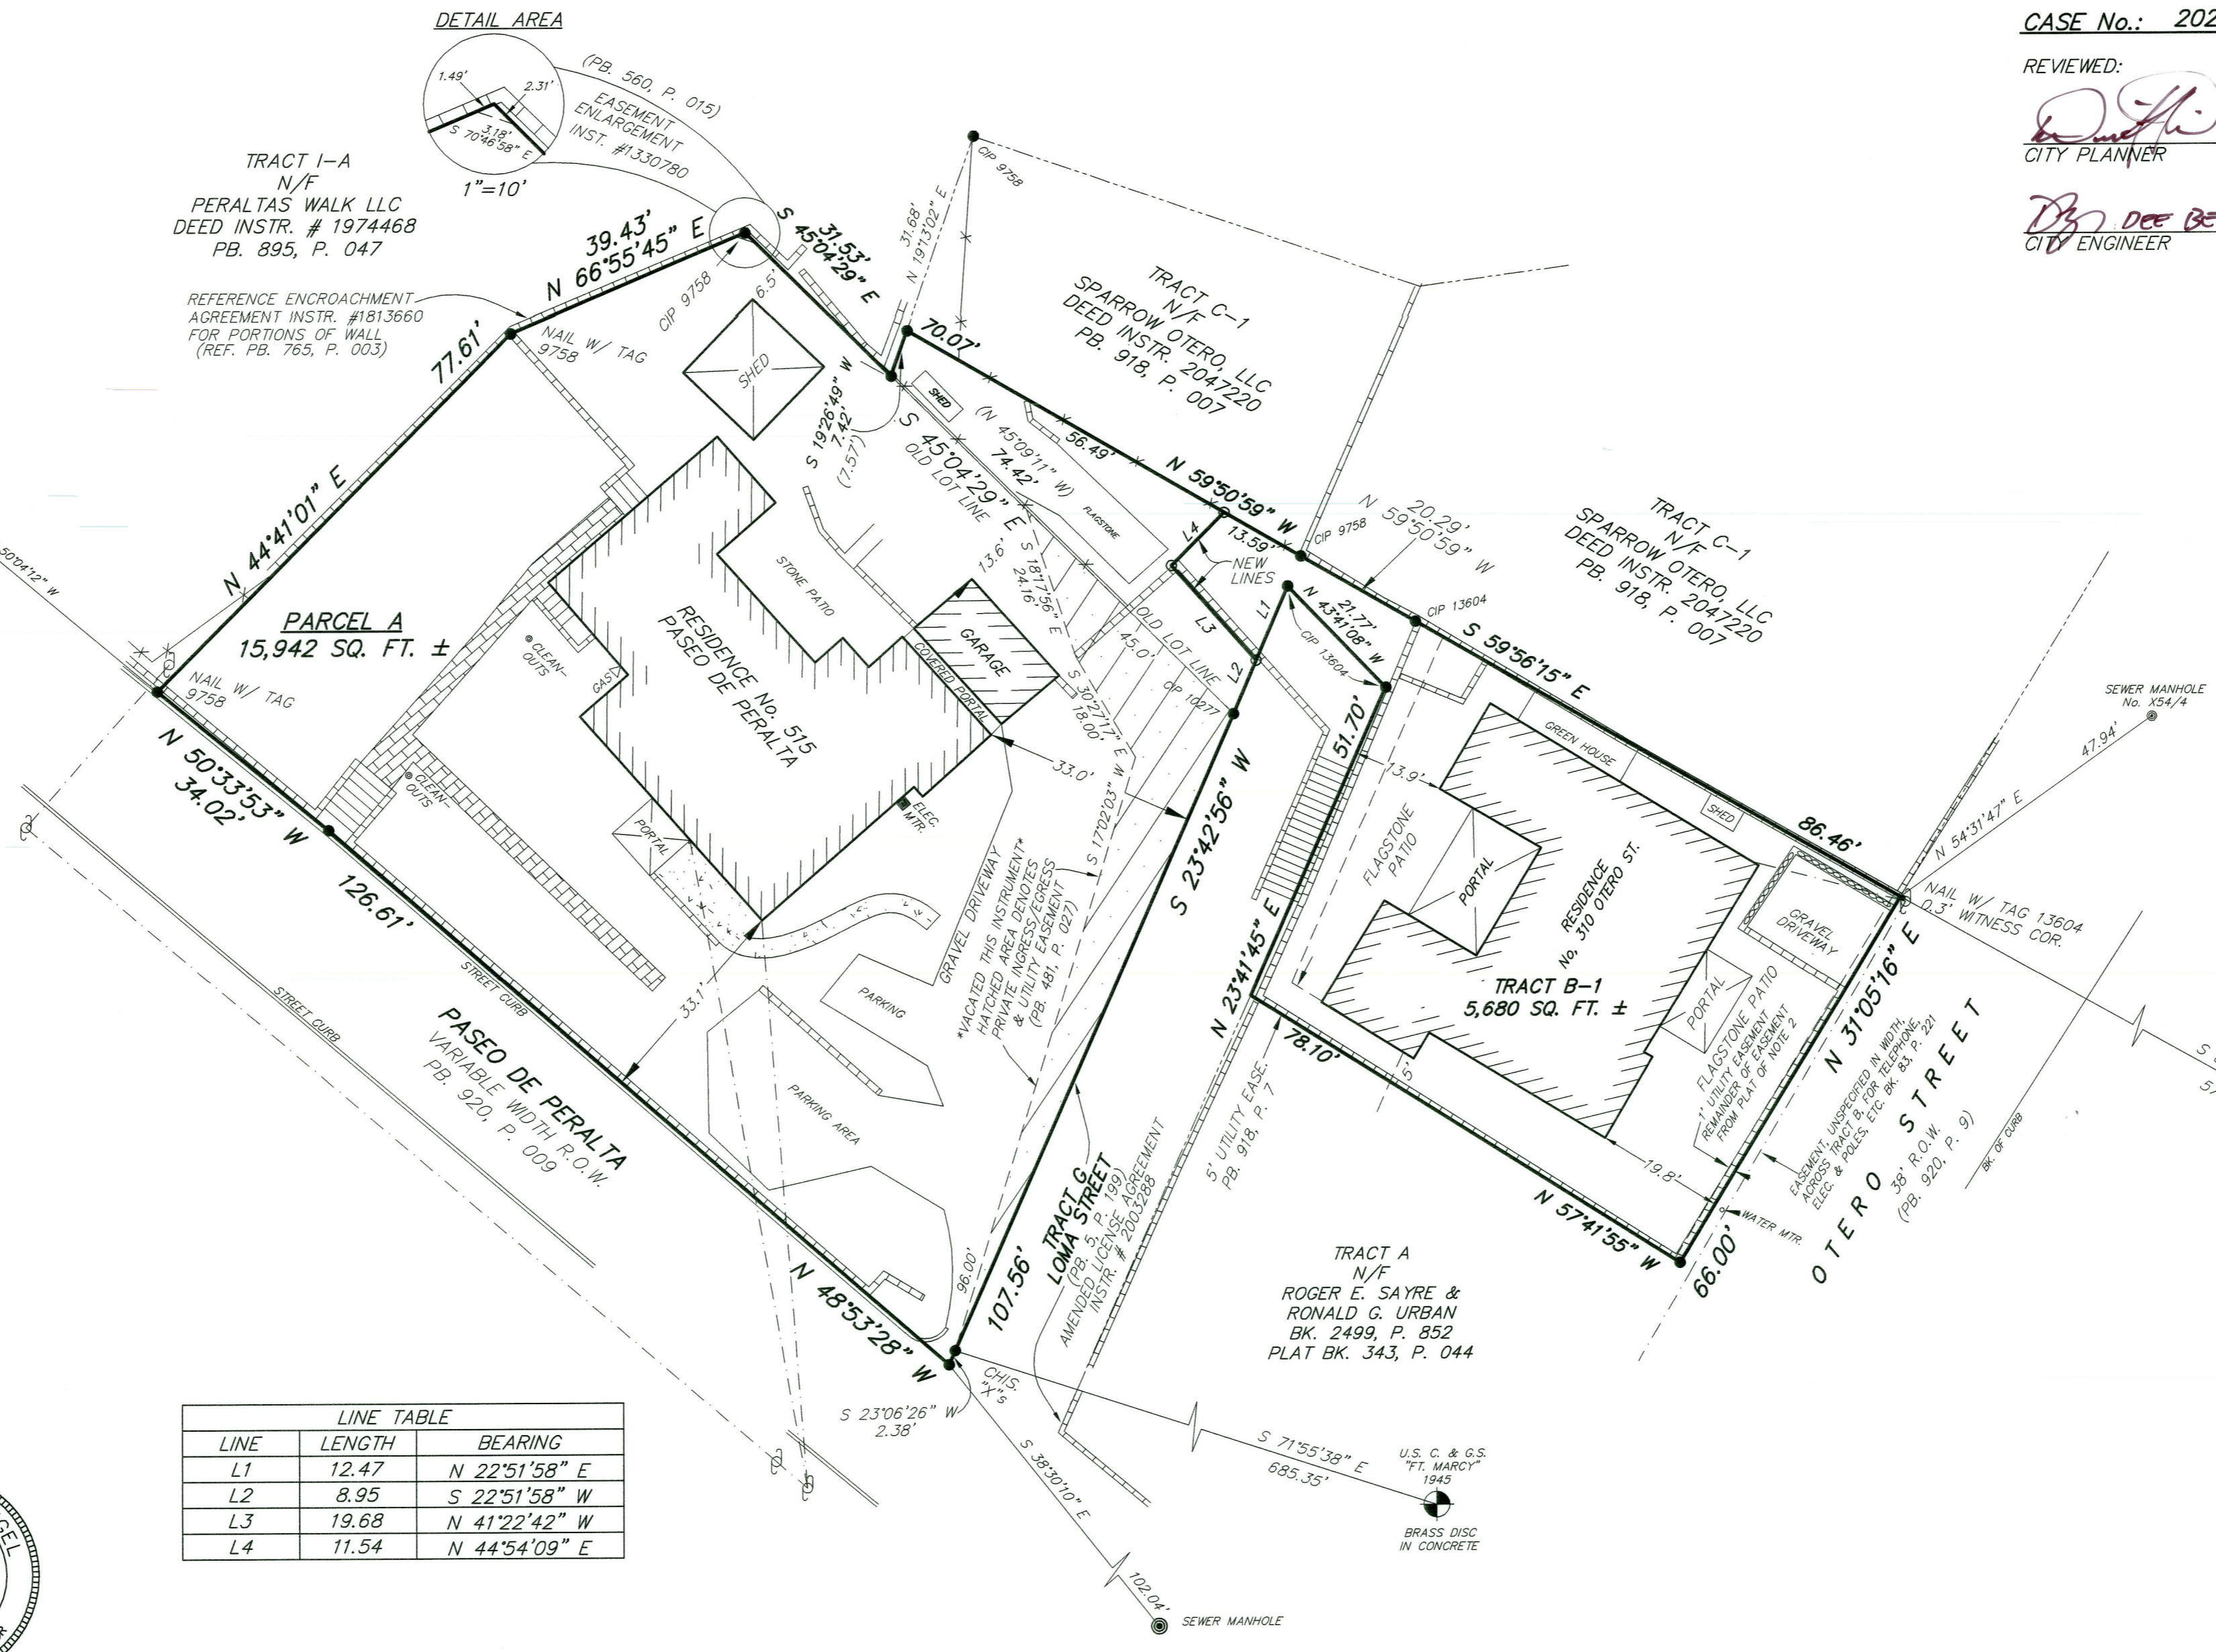 DETAIL AREA
1.49'
2.31'
3.18'
S 70°46'58" E
1"=10'
(PB. 560, P. 015)
EASEMENT
ENLARGEMENT
INST. #1330780
CASE No.: 202
REVIEWED:
CITY PLANNER
DEE BE
CITY ENGINEER
TRACT I-A
N/F
PERALTAS WALK LLC
DEED INSTR. # 1974468
PB. 895, P. 047
REFERENCE ENCROACHMENT
AGREEMENT INSTR. #1813660
FOR PORTIONS OF WALL
(REF. PB. 765, P. 003)
39.43'
N 66°55'45" E
CIP 9758
6.5'
S 45°04'29" E
31.53'
31.68'
N 19°13'02" E
CIP 9758
TRACT C-1
N/F
SPARROW OTERO, LLC
DEED INSTR. 2047220
PB. 918, P. 007
77.61'
N 44°41'01" E
NAIL W/ TAG
9758
SHED
S 19°26'49" W
7.42'
(7.57')
70.07'
SHED
S 45°04'29" E
OLD LOT LINE
(N 45°09'11" W)
74.42'
56.49'
FLAGSTONE
N 59°50'59" W
13.59'
L4
NEW
LINES
L3
L1
L2
CIP 9758
20.29'
N 59°50'59" W
CIP 13604
TRACT C-1
N/F
SPARROW OTERO, LLC
DEED INSTR. 2047220
PB. 918, P. 007
50°04'12" W
PARCEL A
15,942 SQ. FT. ±
NAIL W/ TAG
9758
CLEAN-
OUTS
GAS
STONE PATIO
RESIDENCE No. 515
PASEO DE PERALTA
COVERED PORTAL
GARAGE
13.6'
S 18°17'56" E
24.16'
45.0'
OLD LOT LINE
CIP 10277
S 30°27'17" E
18.00'
33.0'
21.77'
N 43°41'08" W
CIP 13604
S 59°56'15" E
86.46'
GREEN HOUSE
SHED
SEWER MANHOLE
No. X54/4
47.94'
N 54°31'47" E
NAIL W/ TAG 13604
0.3' WITNESS COR.
N 50°33'53" W
34.02'
CLEAN-
OUTS
PORTAL
ELEC.
MTR.
GRAVEL DRIVEWAY
*VACATED THIS INSTRUMENT*
HATCHED AREA DENOTES
PRIVATE INGRESS/EGRESS
& UTILITY EASEMENT
(PB. 481, P. 027)
S 17°02'03" W
96.00'
S 23°42'56" W
107.56'
51.70'
N 23°41'45" E
13.9'
FLAGSTONE
PATIO
PORTAL
RESIDENCE
No. 310 OTERO ST.
TRACT B-1
5,680 SQ. FT. ±
GRAVEL
DRIVEWAY
PORTAL
FLAGSTONE PATIO
1' UTILITY EASEMENT
REMAINDER OF EASEMENT
FROM PLAT OF NOTE 2
N 31°05'16" E
66.00'
EASEMENT, UNSPECIFIED IN WIDTH,
ACROSS TRACT B, FOR TELEPHONE,
ELEC. & POLES, ETC. BK. 83, P. 221
OTERO STREET
38' R.O.W.
(PB. 920, P. 9)
BK. OF CURB
126.61'
STREET CURB
STREET CURB
PASEO DE PERALTA
VARIABLE WIDTH R.O.W.
PB. 920, P. 009
33.1'
PARKING
PARKING AREA
N 48°53'28" W
TRACT G
LOMA STREET
(PB. 5, P. 199)
AMENDED LICENSE AGREEMENT
INSTR. # 2003288
5' UTILITY EASE.
PB. 918, P. 7
78.10'
5'
N 57°41'55" W
19.8'
WATER MTR.
TRACT A
N/F
ROGER E. SAYRE &
RONALD G. URBAN
BK. 2499, P. 852
PLAT BK. 343, P. 044
CHIS.
"X"s
S 23°06'26" W
2.38'
S 38°30'10" E
102.04'
SEWER MANHOLE
S 71°55'38" E
685.35'
U.S. C. & G.S.
"FT. MARCY"
1945
BRASS DISC
IN CONCRETE
LINE TABLE
LINE LENGTH BEARING
L1 12.47 N 22°51'58" E
L2 8.95 S 22°51'58" W
L3 19.68 N 41°22'42" W
L4 11.54 N 44°54'09" E